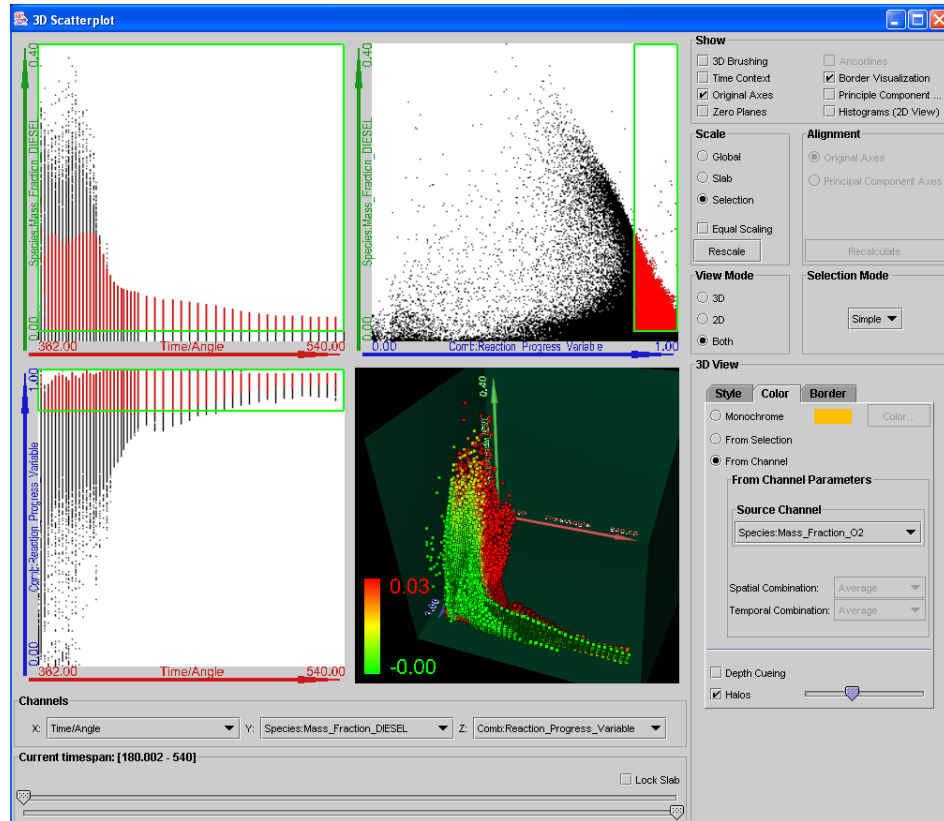 3D Scatterplot
0.40
Species:Mass_Fraction_DIESEL
0.00
362.00
Time/Angle
540.00
0.40
Species:Mass_Fraction_DIESEL
0.00
0.00
Comb:Reaction_Progress_Variable
1.00
1.00
Comb:Reaction_Progress_Variable
0.00
362.00
Time/Angle
540.00
0.40
0.03
-0.00
Show
3D Brushing
Ancorlines
Time Context
Border Visualization
Original Axes
Principle Component ...
Zero Planes
Histograms (2D View)
Scale
Global
Slab
Selection
Equal Scaling
Rescale
Alignment
Original Axes
Principal Component Axes
Recalculate
View Mode
3D
2D
Both
Selection Mode
Simple
3D View
Style Color Border
Monochrome
Color...
From Selection
From Channel
From Channel Parameters
Source Channel
Species:Mass_Fraction_O2
Spatial Combination: Average
Temporal Combination: Average
Depth Cueing
Halos
Channels
X: Time/Angle Y: Species:Mass_Fraction_DIESEL Z: Comb:Reaction_Progress_Variable
Current timespan: [180.002 - 540]
Lock Slab